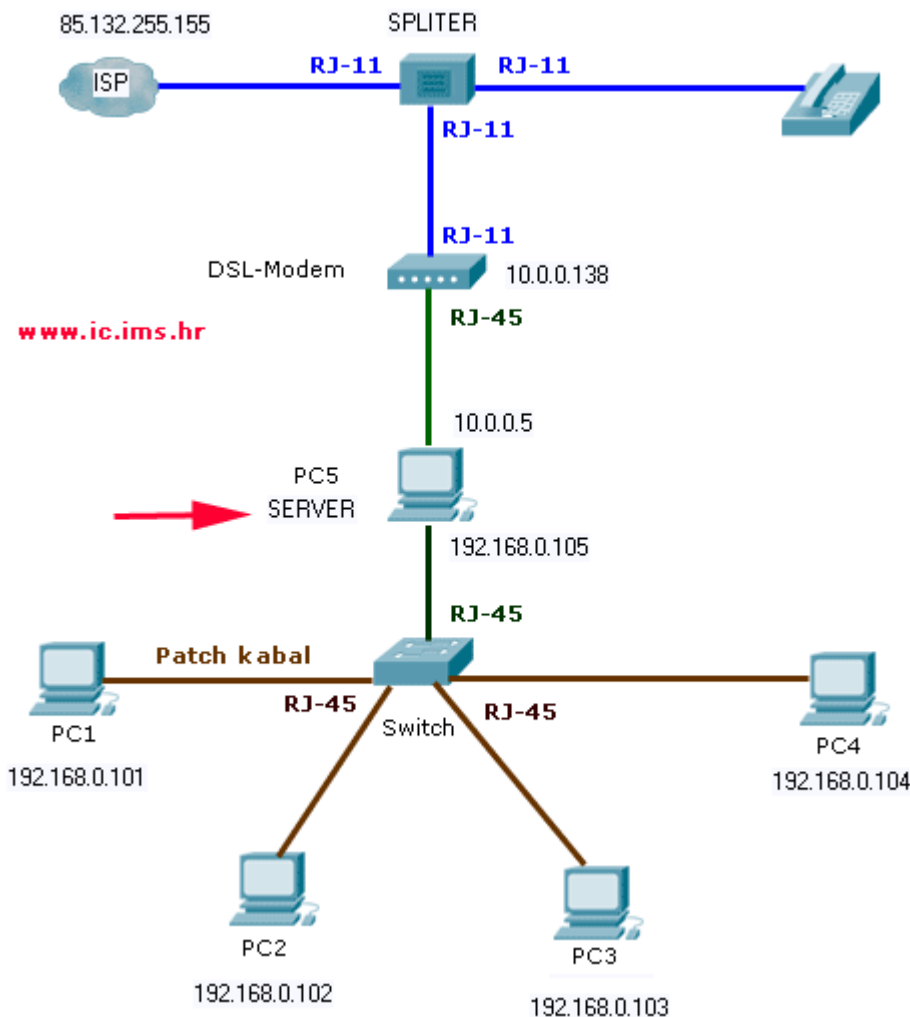 85.132.255.155
SPLITER
ISP
RJ-11
RJ-11
RJ-11
RJ-11
DSL-Modem
10.0.0.138
RJ-45
www.ic.ims.hr
10.0.0.5
PC5
SERVER
192.168.0.105
RJ-45
Patch kabal
RJ-45
RJ-45
Switch
PC1
192.168.0.101
PC4
192.168.0.104
PC2
192.168.0.102
PC3
192.168.0.103